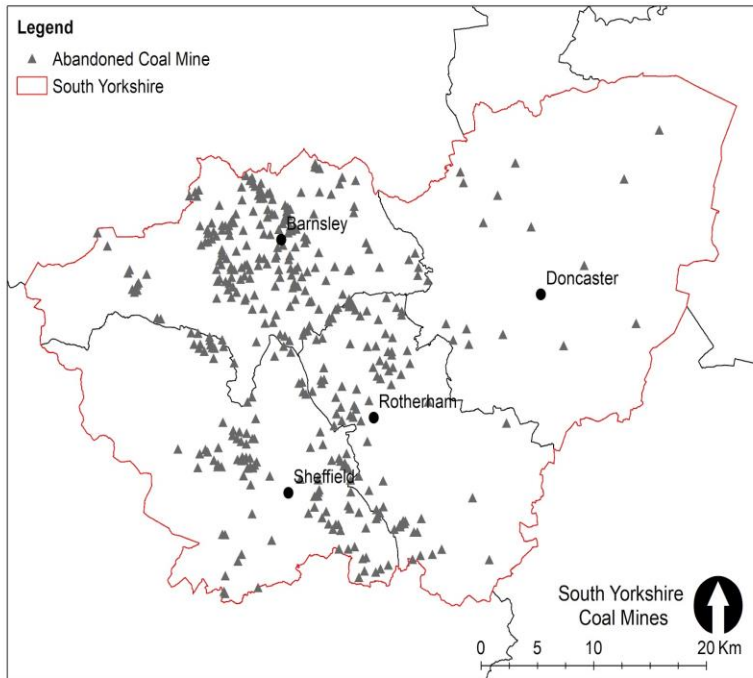 Legend
Abandoned Coal Mine
South Yorkshire
Barnsley
Doncaster
Rotherham
Sheffield
South Yorkshire
Coal Mines
0 5 10 20 Km